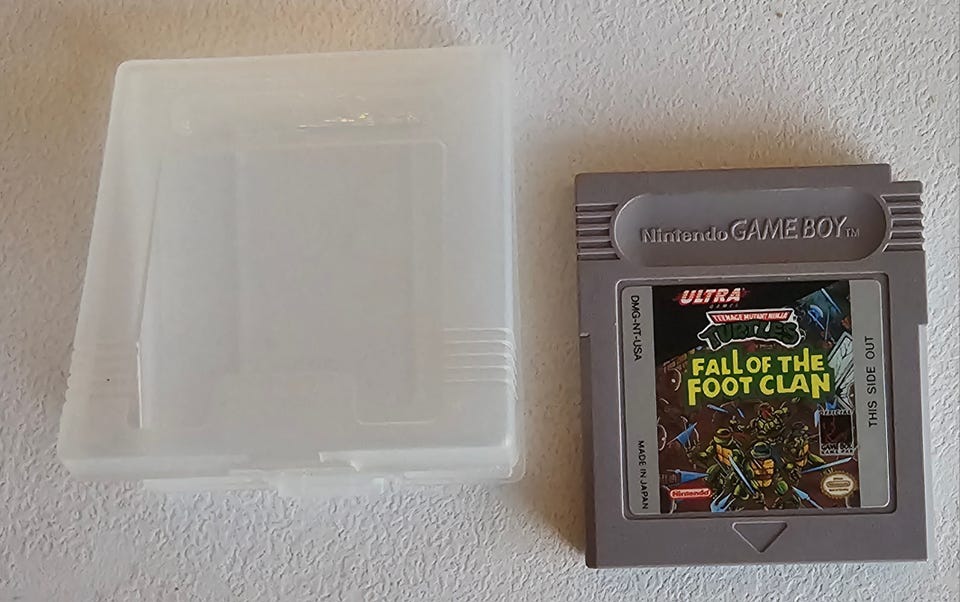 Nintendo GAME BOY TM
DMG-NT-USA
MADE IN JAPAN
ULTRA
GAMES
TEENAGE MUTANT NINJA
TURTLES
FALL OF THE
FOOT CLAN
Nintendo
THIS SIDE OUT